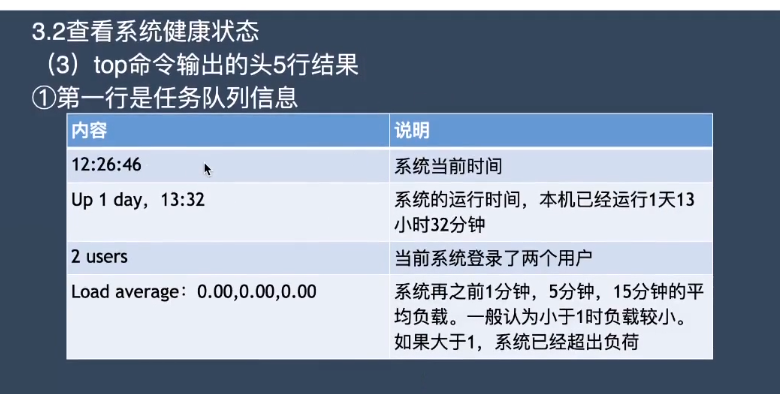 3.2查看系统健康状态
（3）top命令输出的头5行结果
①第一行是任务队列信息
内容 说明
12:26:46 系统当前时间
Up 1 day，13:32 系统的运行时间，本机已经运行1天13
小时32分钟
2 users 当前系统登录了两个用户
Load average：0.00,0.00,0.00 系统再之前1分钟，5分钟，15分钟的平
均负载。一般认为小于1时负载较小。
如果大于1，系统已经超出负荷